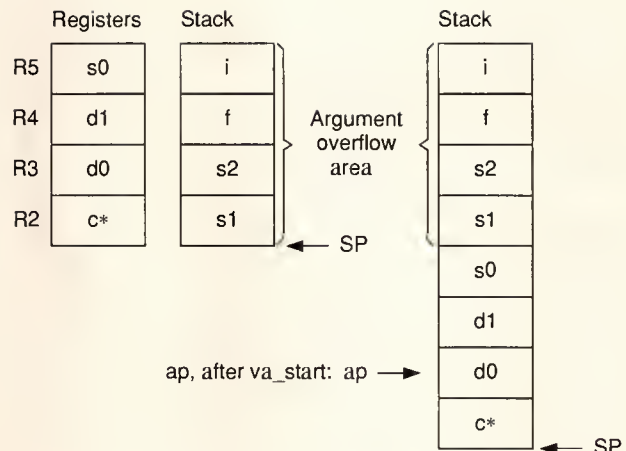 Registers Stack Stack
R5 s0 i i
R4 d1 f Argument f
overflow
R3 d0 s2 area s2
R2 c* s1 s1
SP
s0
d1
ap, after va_start: ap d0
c*
SP